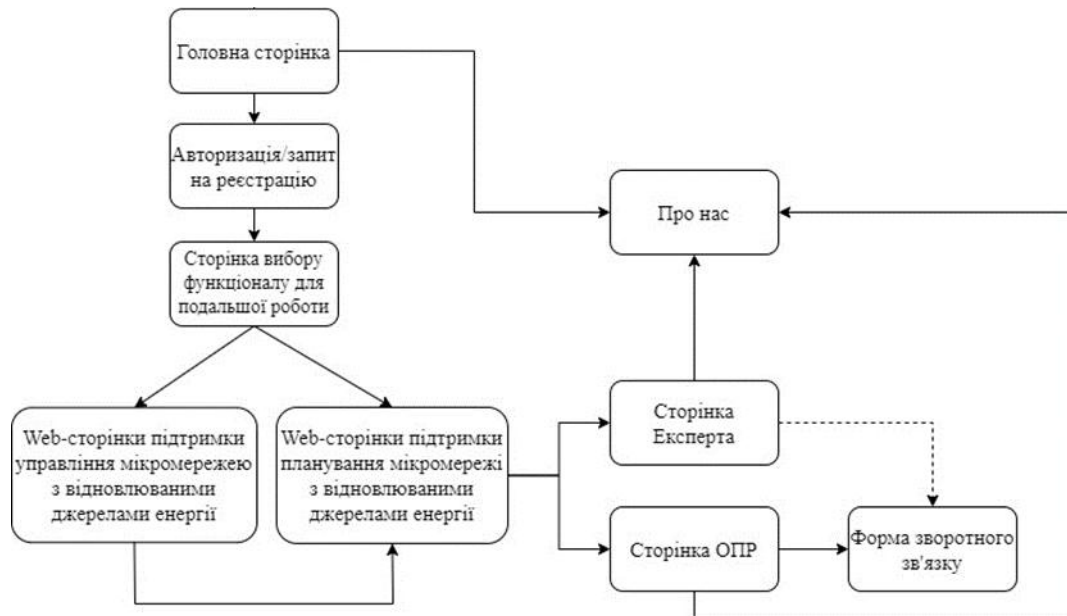 Головна сторінка
Авторизація/запит
на реєстрацію
Про нас
Сторінка вибору
функціоналу для
подальшої роботи
Web-сторінки підтримки
управління мікромережею
з відновлюваними
джерелами енергії
Web-сторінки підтримки
планування мікромережі
з відновлюваними
джерелами енергії
Сторінка
Експерта
Сторінка ОПР
Форма зворотного
зв'язку